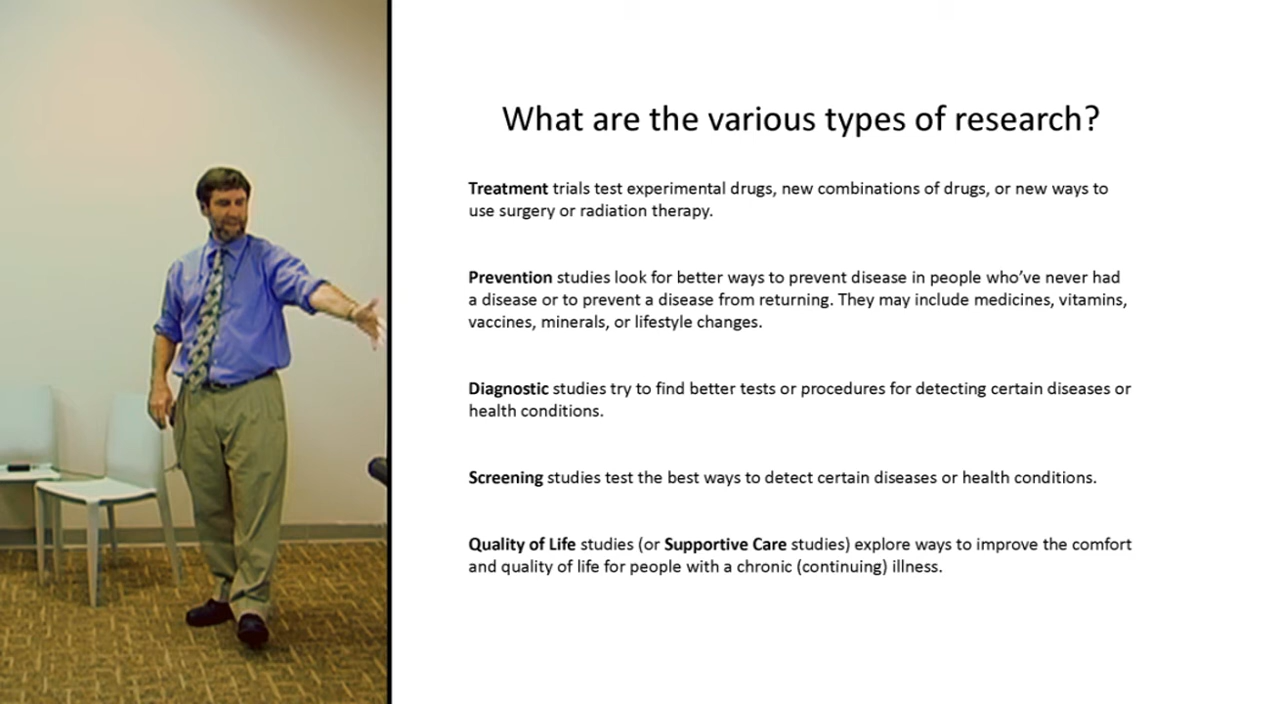 What are the various types of research?
Treatment trials test experimental drugs, new combinations of drugs, or new ways to
use surgery or radiation therapy.
Prevention studies look for better ways to prevent disease in people who’ve never had
a disease or to prevent a disease from returning. They may include medicines, vitamins,
vaccines, minerals, or lifestyle changes.
Diagnostic studies try to find better tests or procedures for detecting certain diseases or
health conditions.
Screening studies test the best ways to detect certain diseases or health conditions.
Quality of Life studies (or Supportive Care studies) explore ways to improve the comfort
and quality of life for people with a chronic (continuing) illness.